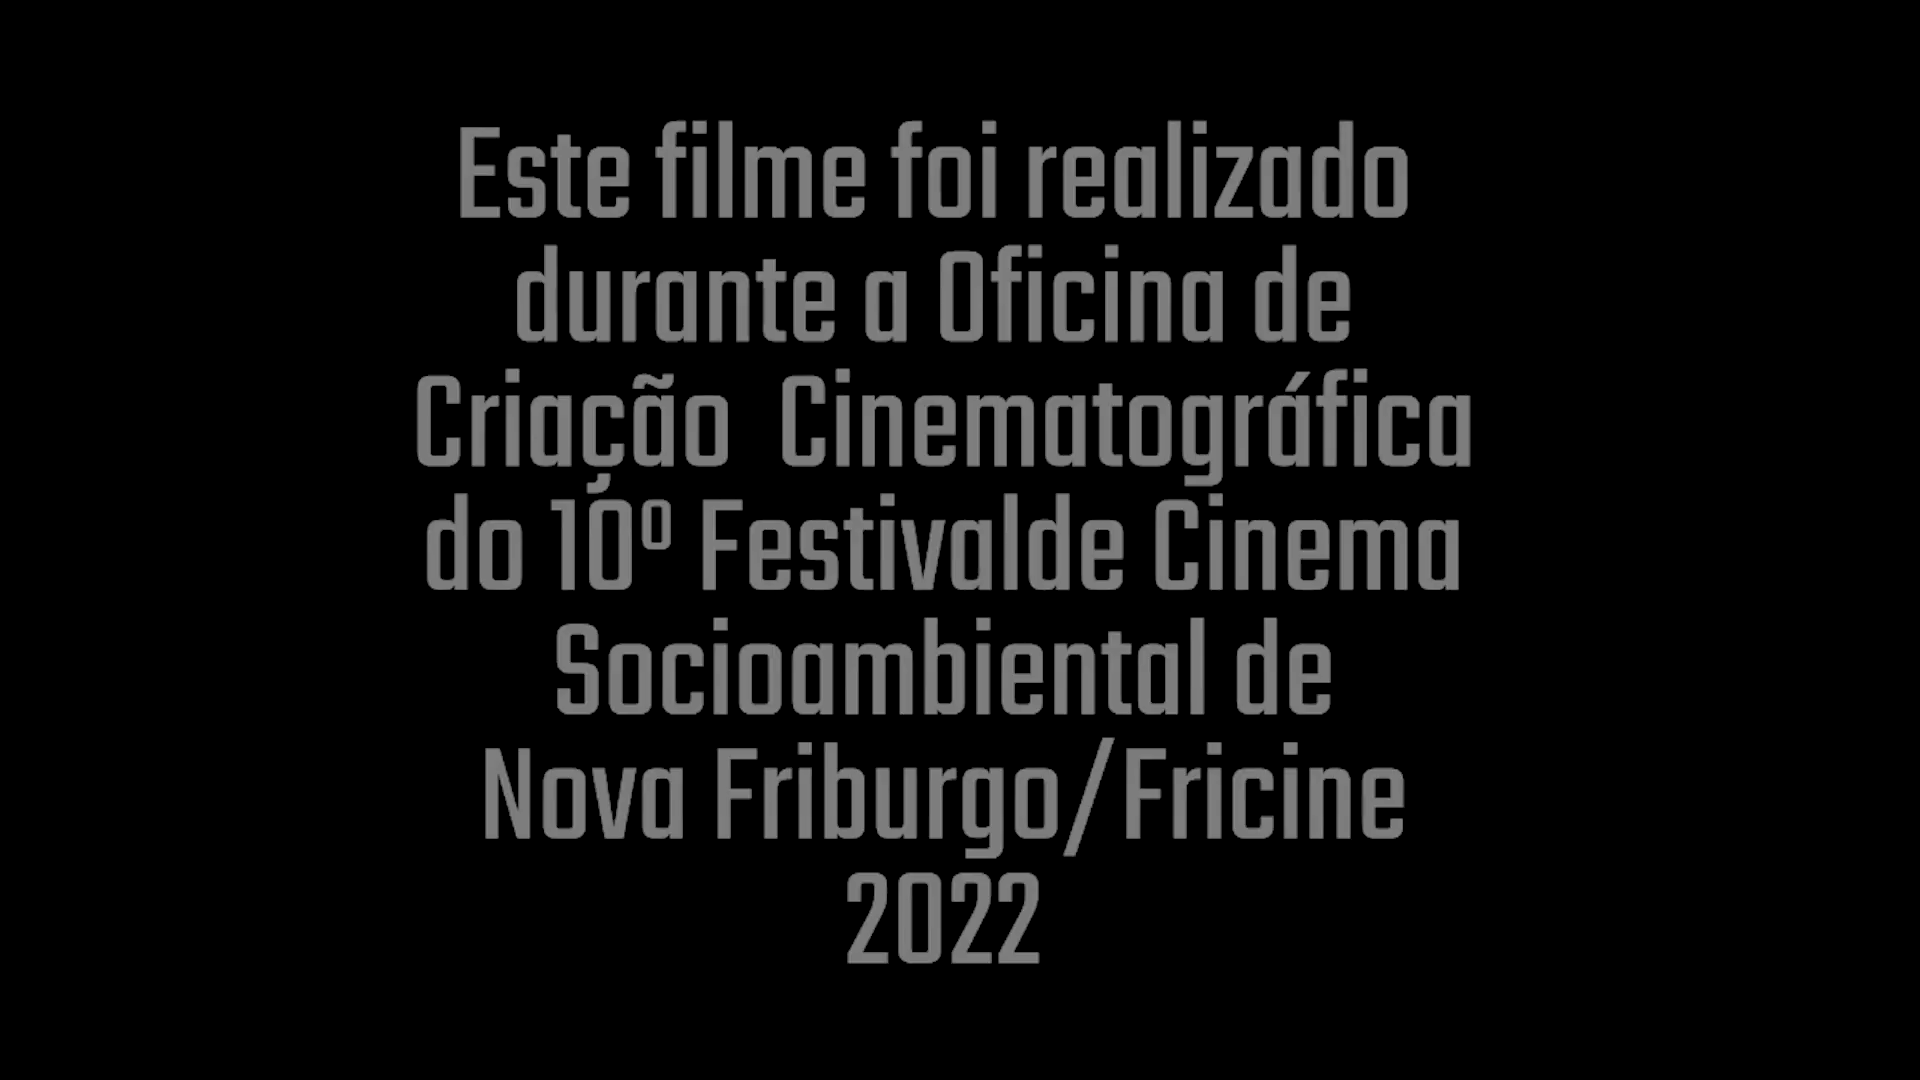 Este filme foi realizado
durante a Oficina de
Criação  Cinematográfica
do 10º Festivalde Cinema
Socioambiental de
Nova Friburgo/Fricine
2022